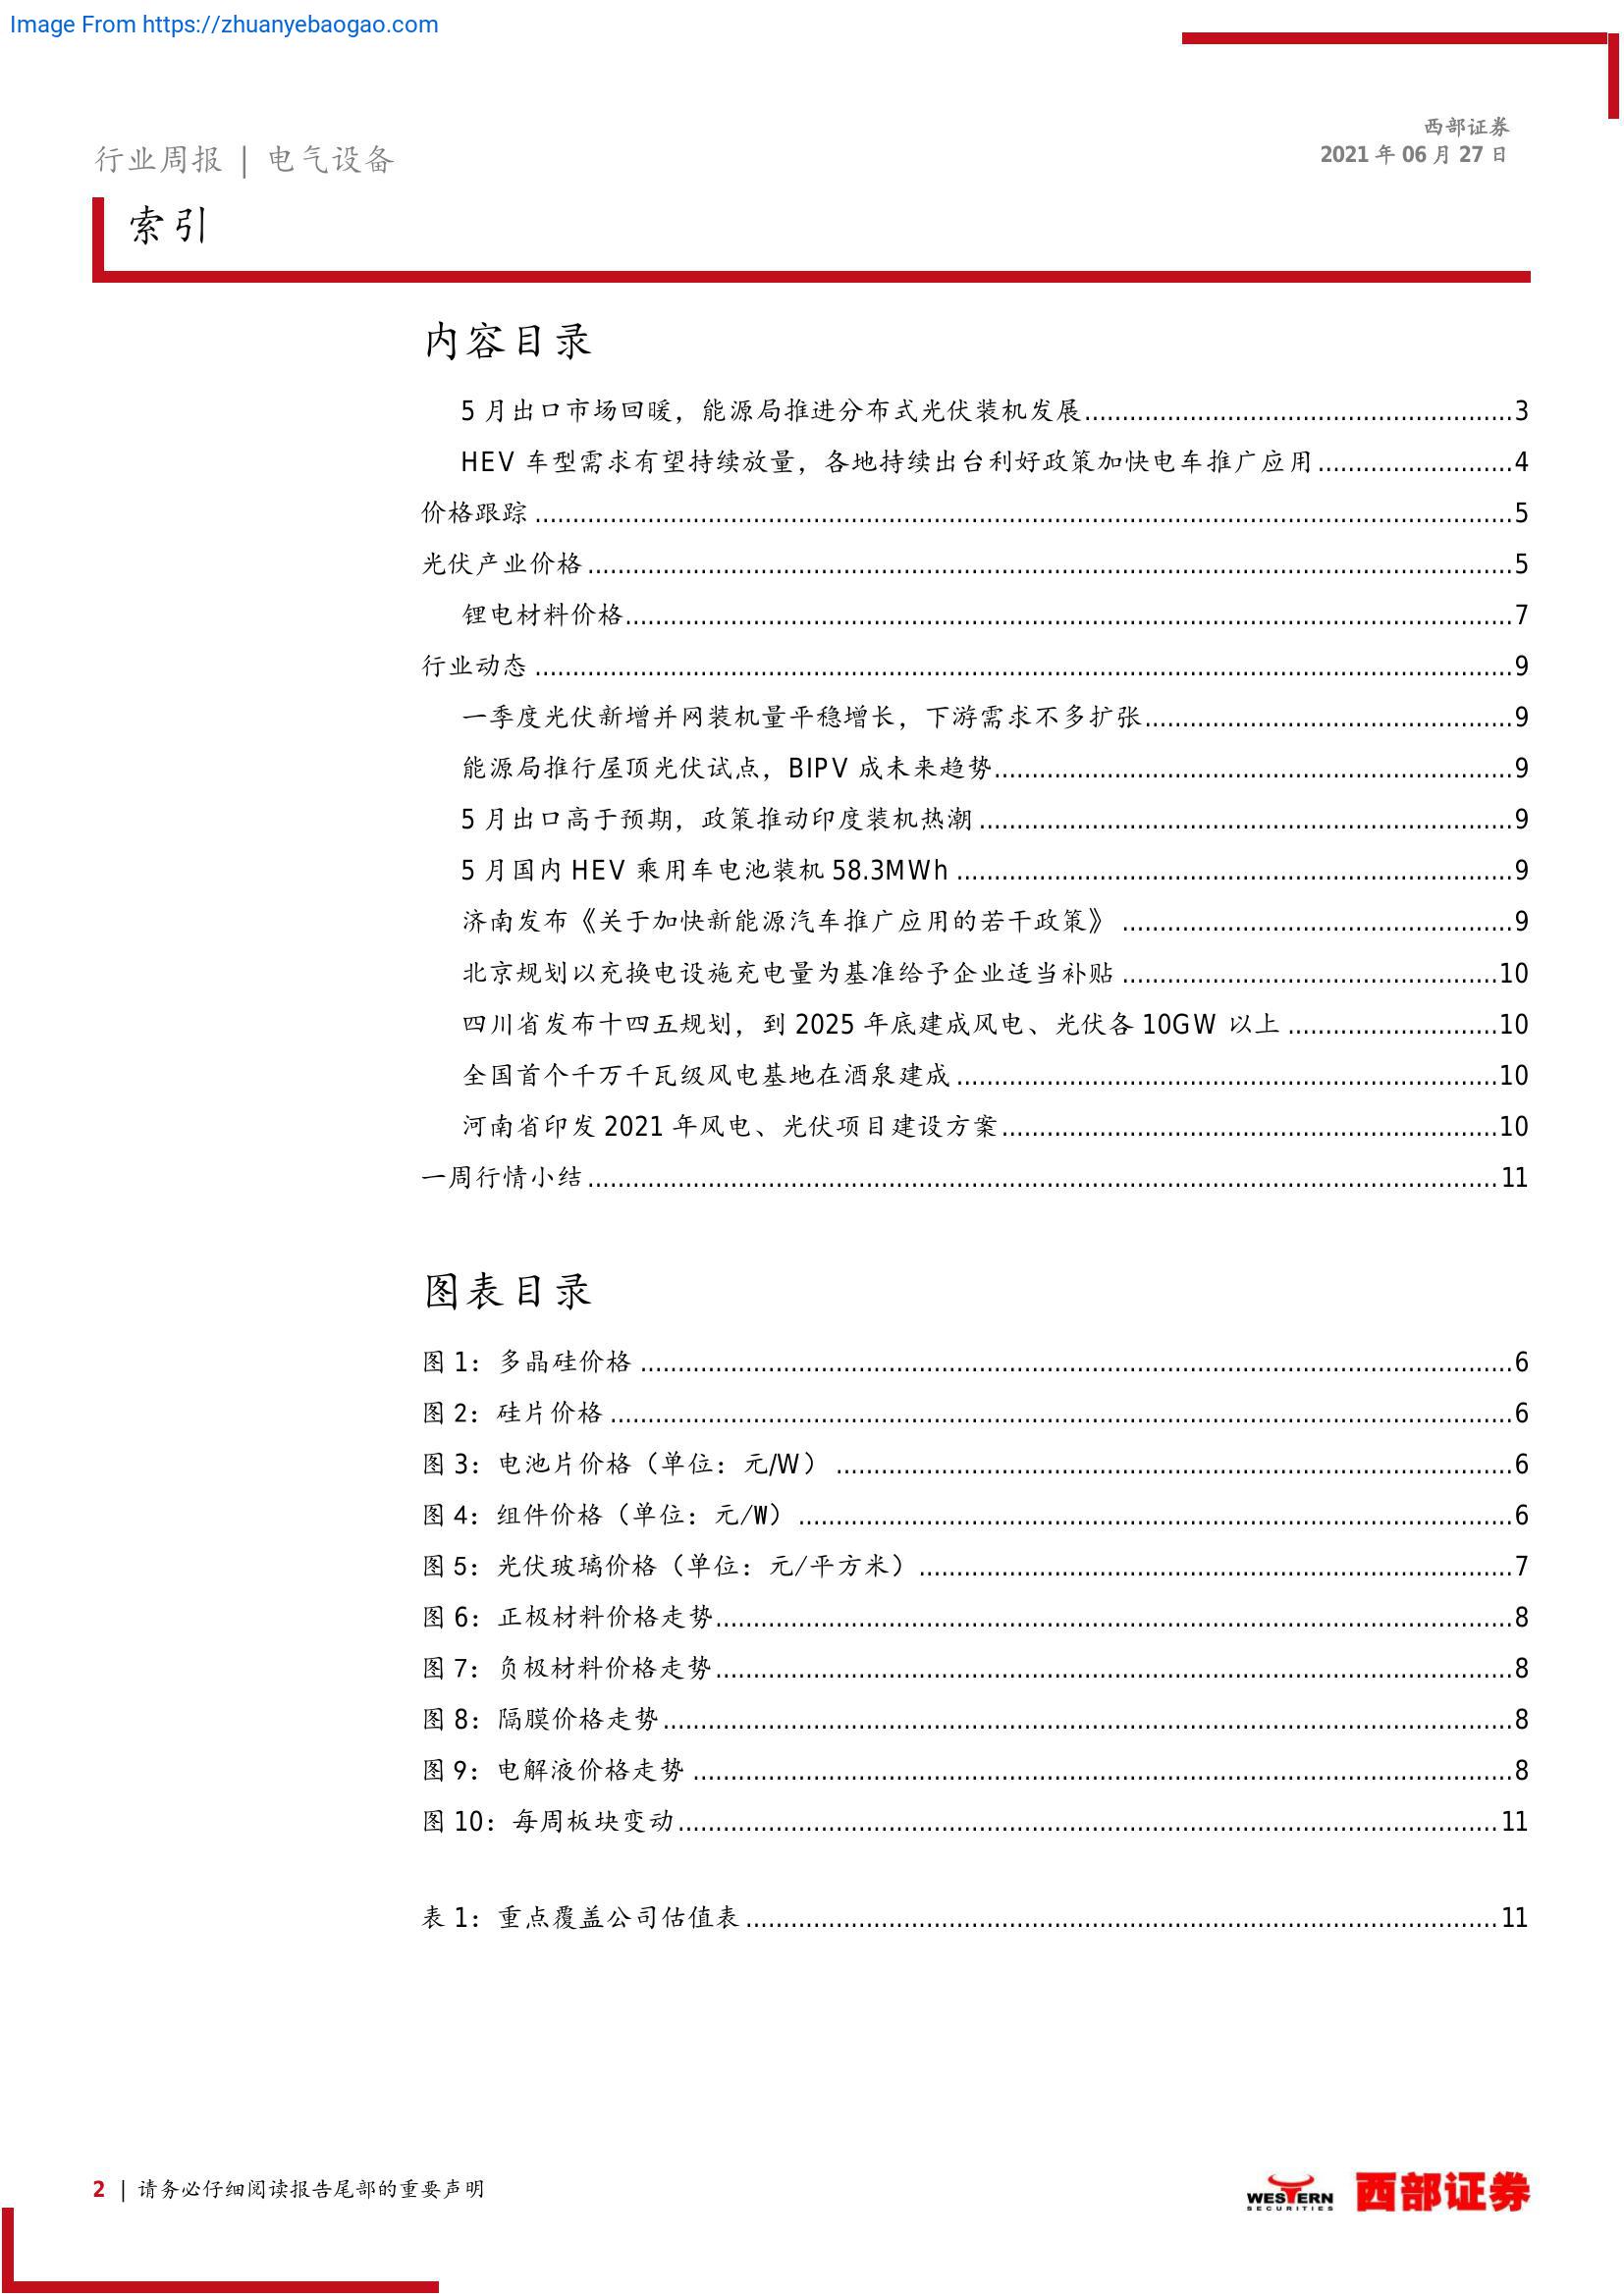 Image From https://zhuanyebaogao.com
西部证券
2021 年 06 月 27 日
行业周报 | 电气设备
索引
内容目录
5 月出口市场回暖，能源局推进分布式光伏装机发展.........................................................3
HEV 车型需求有望持续放量，各地持续出台利好政策加快电车推广应用..........................4
价格跟踪..................................................................................................................................5
光伏产业价格...........................................................................................................................5
锂电材料价格......................................................................................................................7
行业动态..................................................................................................................................9
一季度光伏新增并网装机量平稳增长，下游需求不多扩张.................................................9
能源局推行屋顶光伏试点，BIPV 成未来趋势.....................................................................9
5 月出口高于预期，政策推动印度装机热潮.......................................................................9
5 月国内 HEV 乘用车电池装机 58.3MWh..........................................................................9
济南发布《关于加快新能源汽车推广应用的若干政策》....................................................9
北京规划以充换电设施充电量为基准给予企业适当补贴..................................................10
四川省发布十四五规划，到 2025 年底建成风电、光伏各 10GW 以上............................10
全国首个千万千瓦级风电基地在酒泉建成........................................................................10
河南省印发 2021 年风电、光伏项目建设方案..................................................................10
一周行情小结.........................................................................................................................11
图表目录
图 1：多晶硅价格....................................................................................................................6
图 2：硅片价格........................................................................................................................6
图 3：电池片价格（单位：元/W）..........................................................................................6
图 4：组件价格（单位：元/W）...............................................................................................6
图 5：光伏玻璃价格（单位：元/平方米）...............................................................................7
图 6：正极材料价格走势..........................................................................................................8
图 7：负极材料价格走势..........................................................................................................8
图 8：隔膜价格走势.................................................................................................................8
图 9：电解液价格走势.............................................................................................................8
图 10：每周板块变动.............................................................................................................11
表 1：重点覆盖公司估值表....................................................................................................11
2 | 请务必仔细阅读报告尾部的重要声明
WESTERN
SECURITIES
西部证券